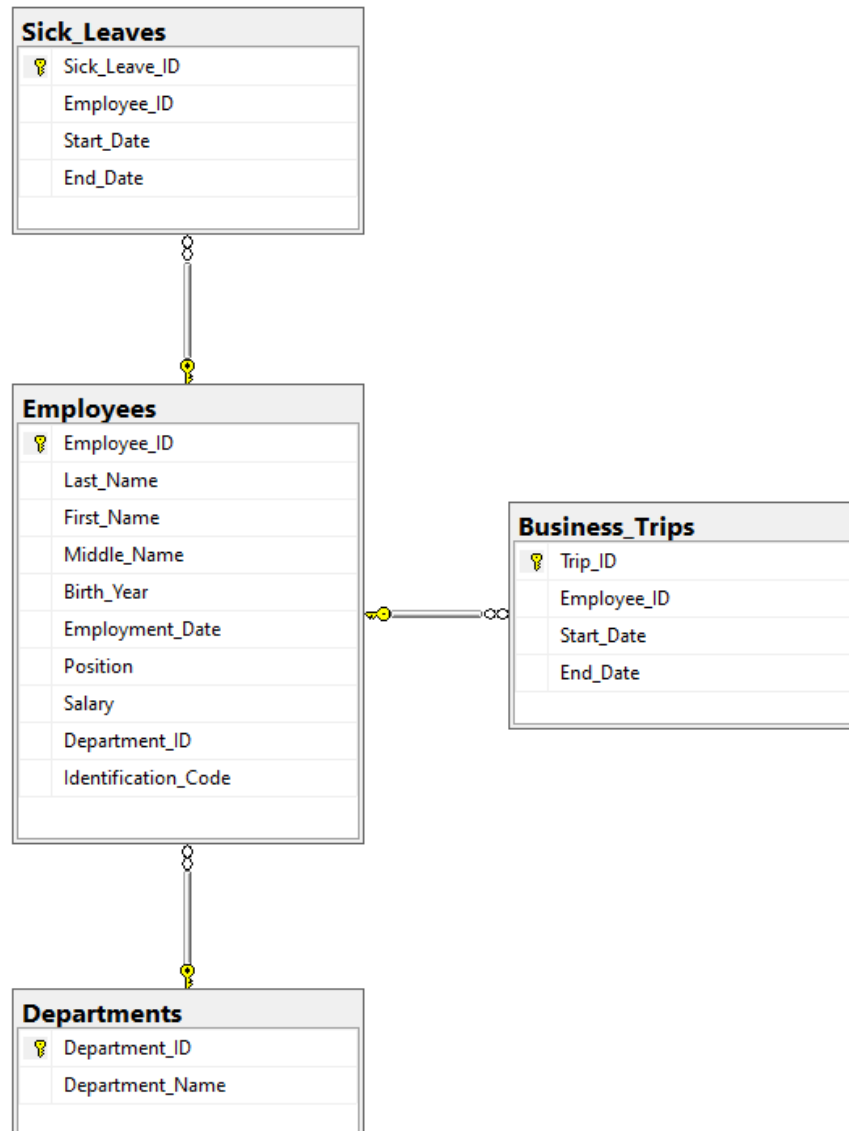 Sick_Leaves
Sick_Leave_ID
Employee_ID
Start_Date
End_Date
Employees
Employee_ID
Last_Name
First_Name
Middle_Name
Birth_Year
Employment_Date
Position
Salary
Department_ID
Identification_Code
Business_Trips
Trip_ID
Employee_ID
Start_Date
End_Date
Departments
Department_ID
Department_Name